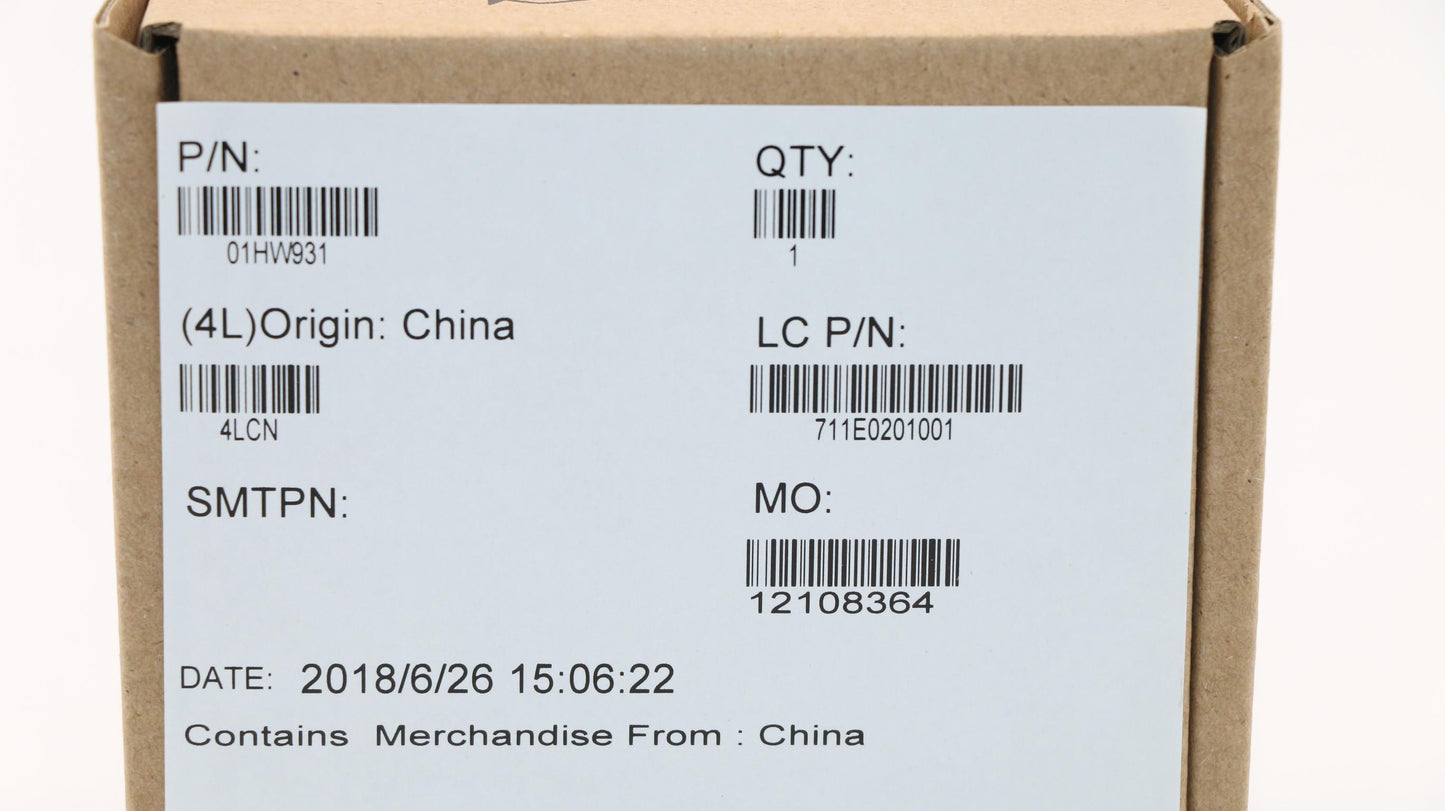 P/N:
01HW931
QTY:
1
(4L)Origin: China
4LCN
LC P/N:
711E0201001
SMTPN:
MO:
12108364
DATE: 2018/6/26 15:06:22
Contains Merchandise From : China